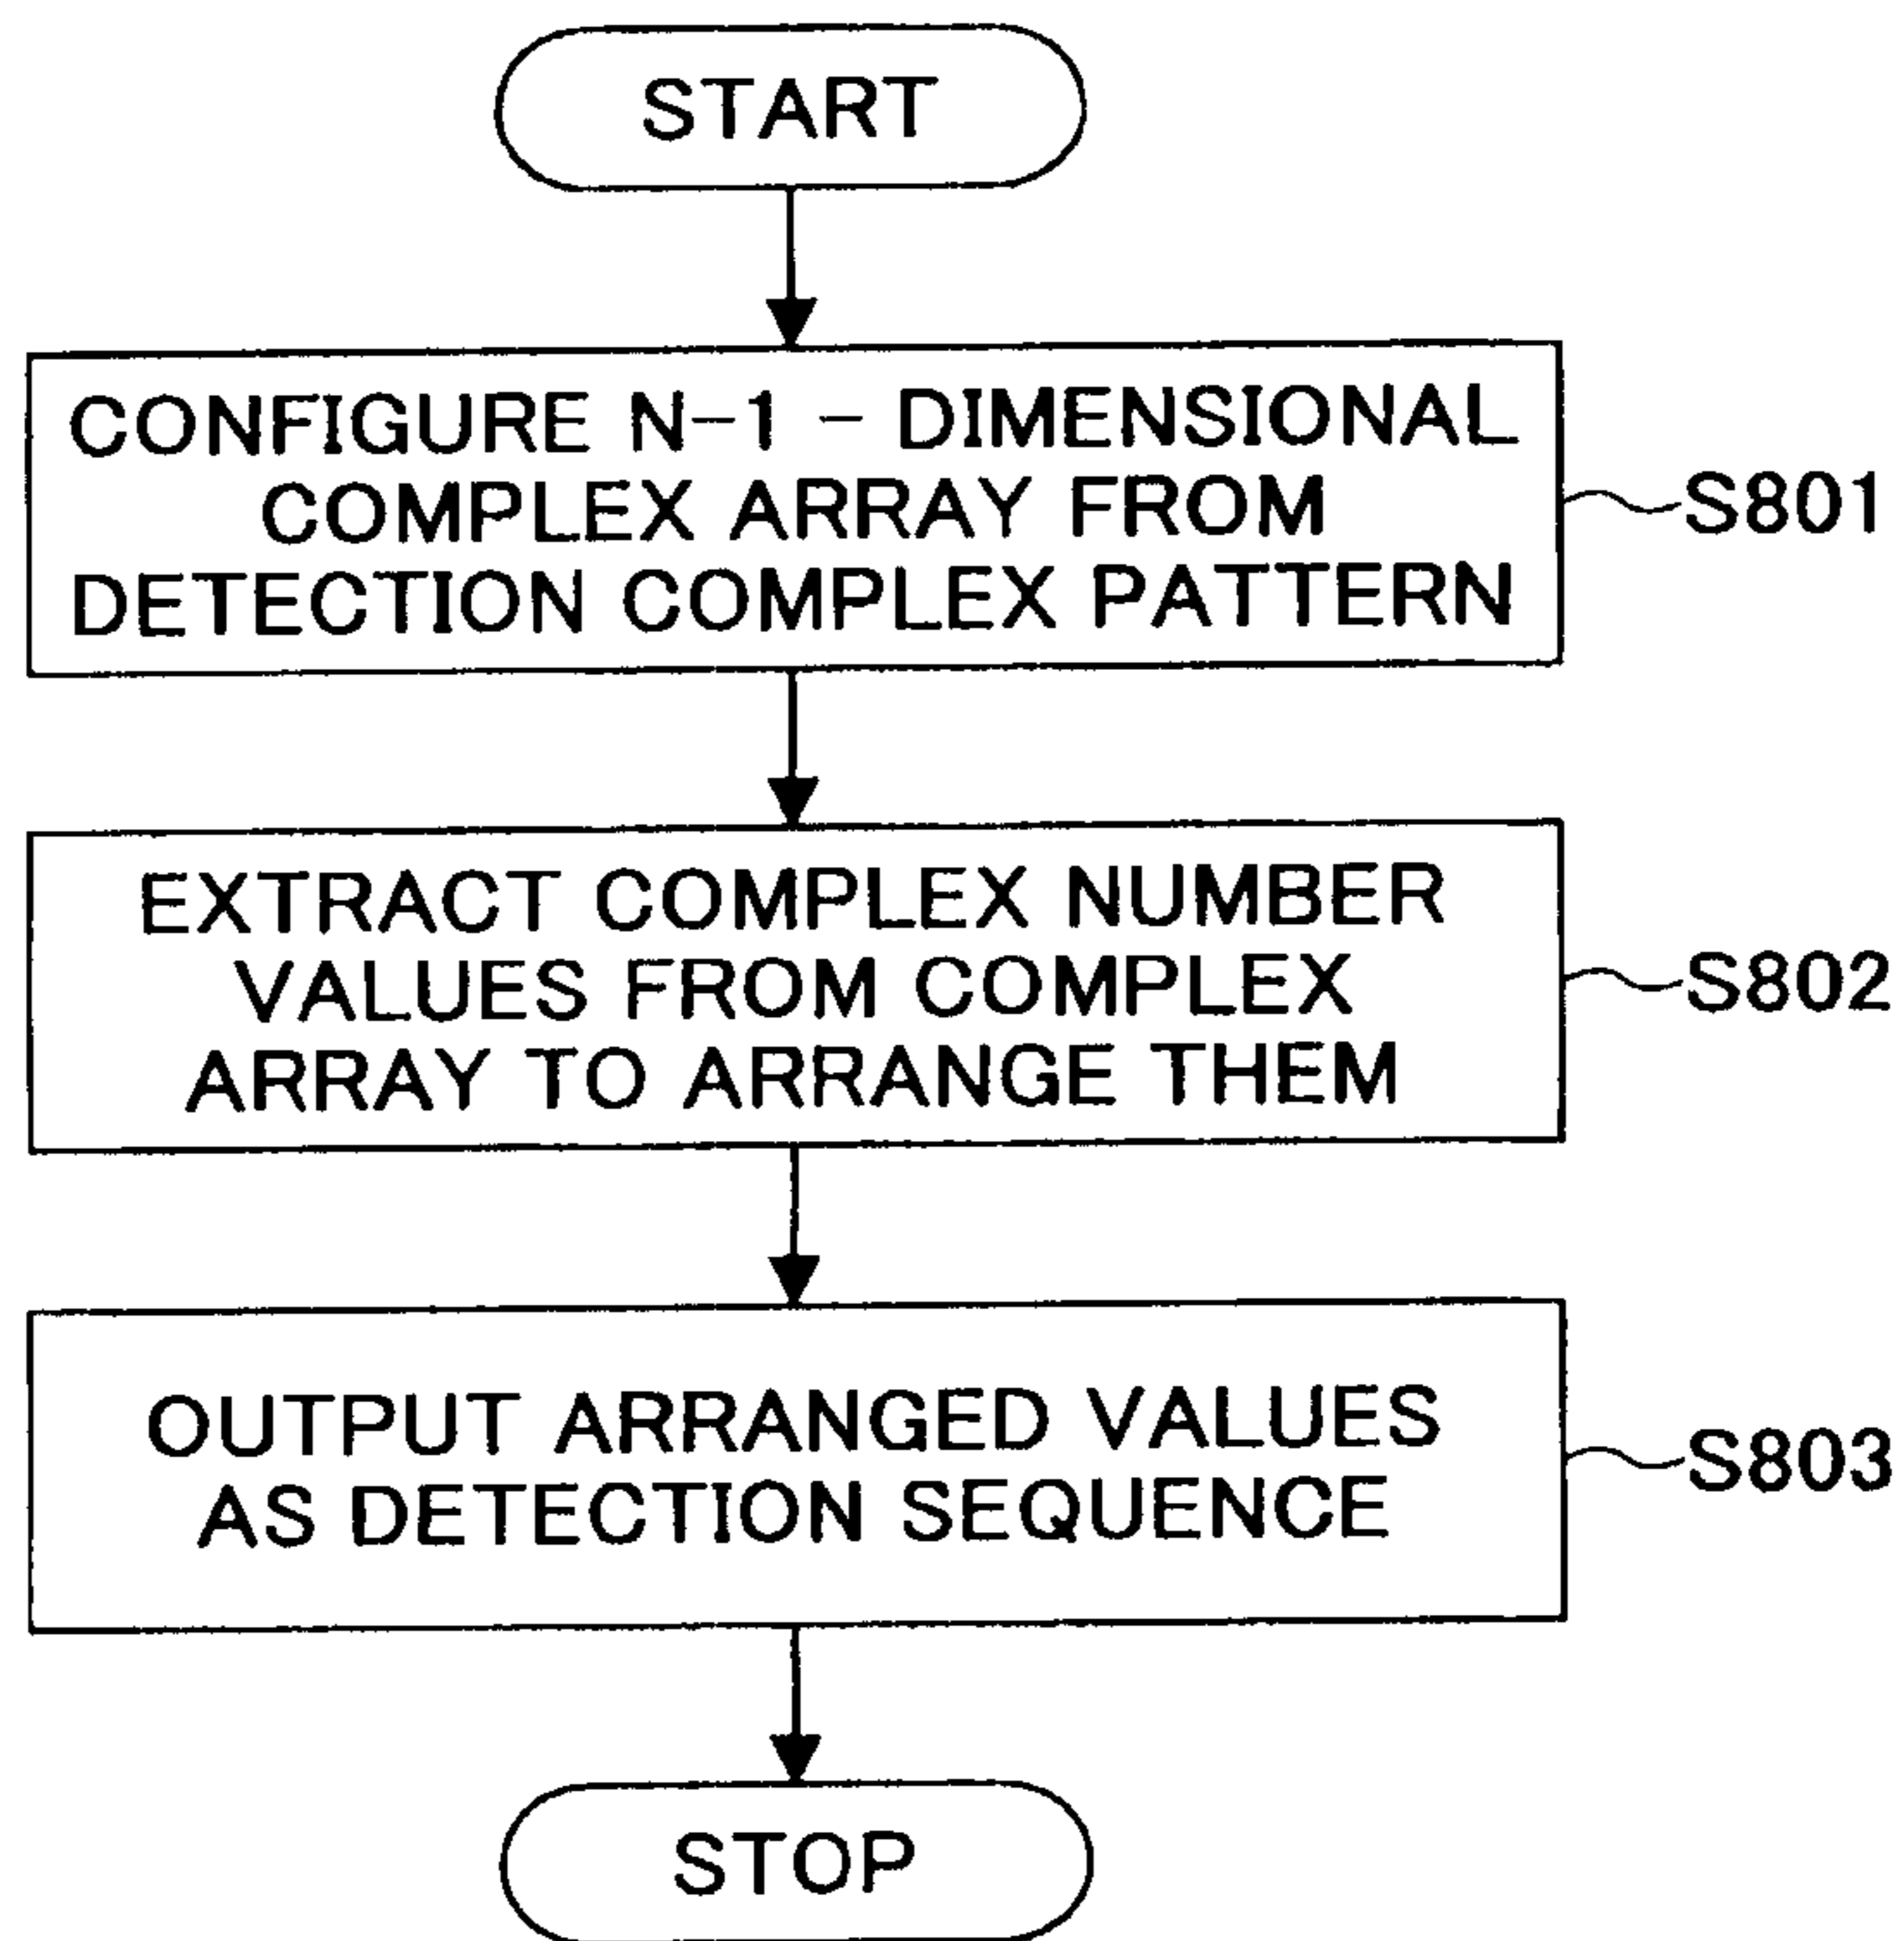 START
CONFIGURE N-1 - DIMENSIONAL
COMPLEX ARRAY FROM
DETECTION COMPLEX PATTERN
S801
EXTRACT COMPLEX NUMBER
VALUES FROM COMPLEX
ARRAY TO ARRANGE THEM
S802
OUTPUT ARRANGED VALUES
AS DETECTION SEQUENCE
S803
STOP